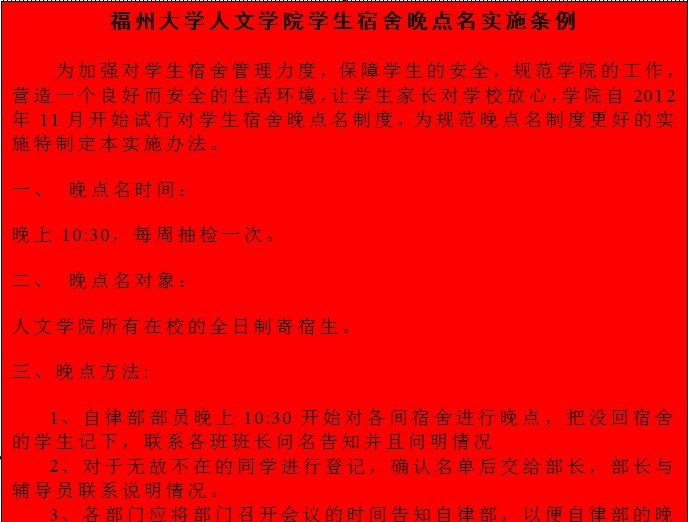 福州大学人文学院学生宿舍晚点名实施条例
为加强对学生宿舍管理力度，保障学生的安全，规范学院的工作，
营造一个良好而安全的生活环境,让学生家长对学校放心,学院自 2012
年 11 月开始试行对学生宿舍晚点名制度，为规范晚点名制度更好的实
施特制定本实施办法。
一、 晚点名时间：
晚上 10:30，每周抽检一次。
二、 晚点名对象：
人文学院所有在校的全日制寄宿生。
三、晚点方法:
1、自律部部员晚上 10:30 开始对各间宿舍进行晚点，把没回宿舍
的学生记下，联系各班班长问名告知并且问明情况
2、对于无故不在的同学进行登记，确认名单后交给部长，部长与
辅导员联系说明情况。
3、各部门应将部门召开会议的时间告知自律部，以便自律部的晚